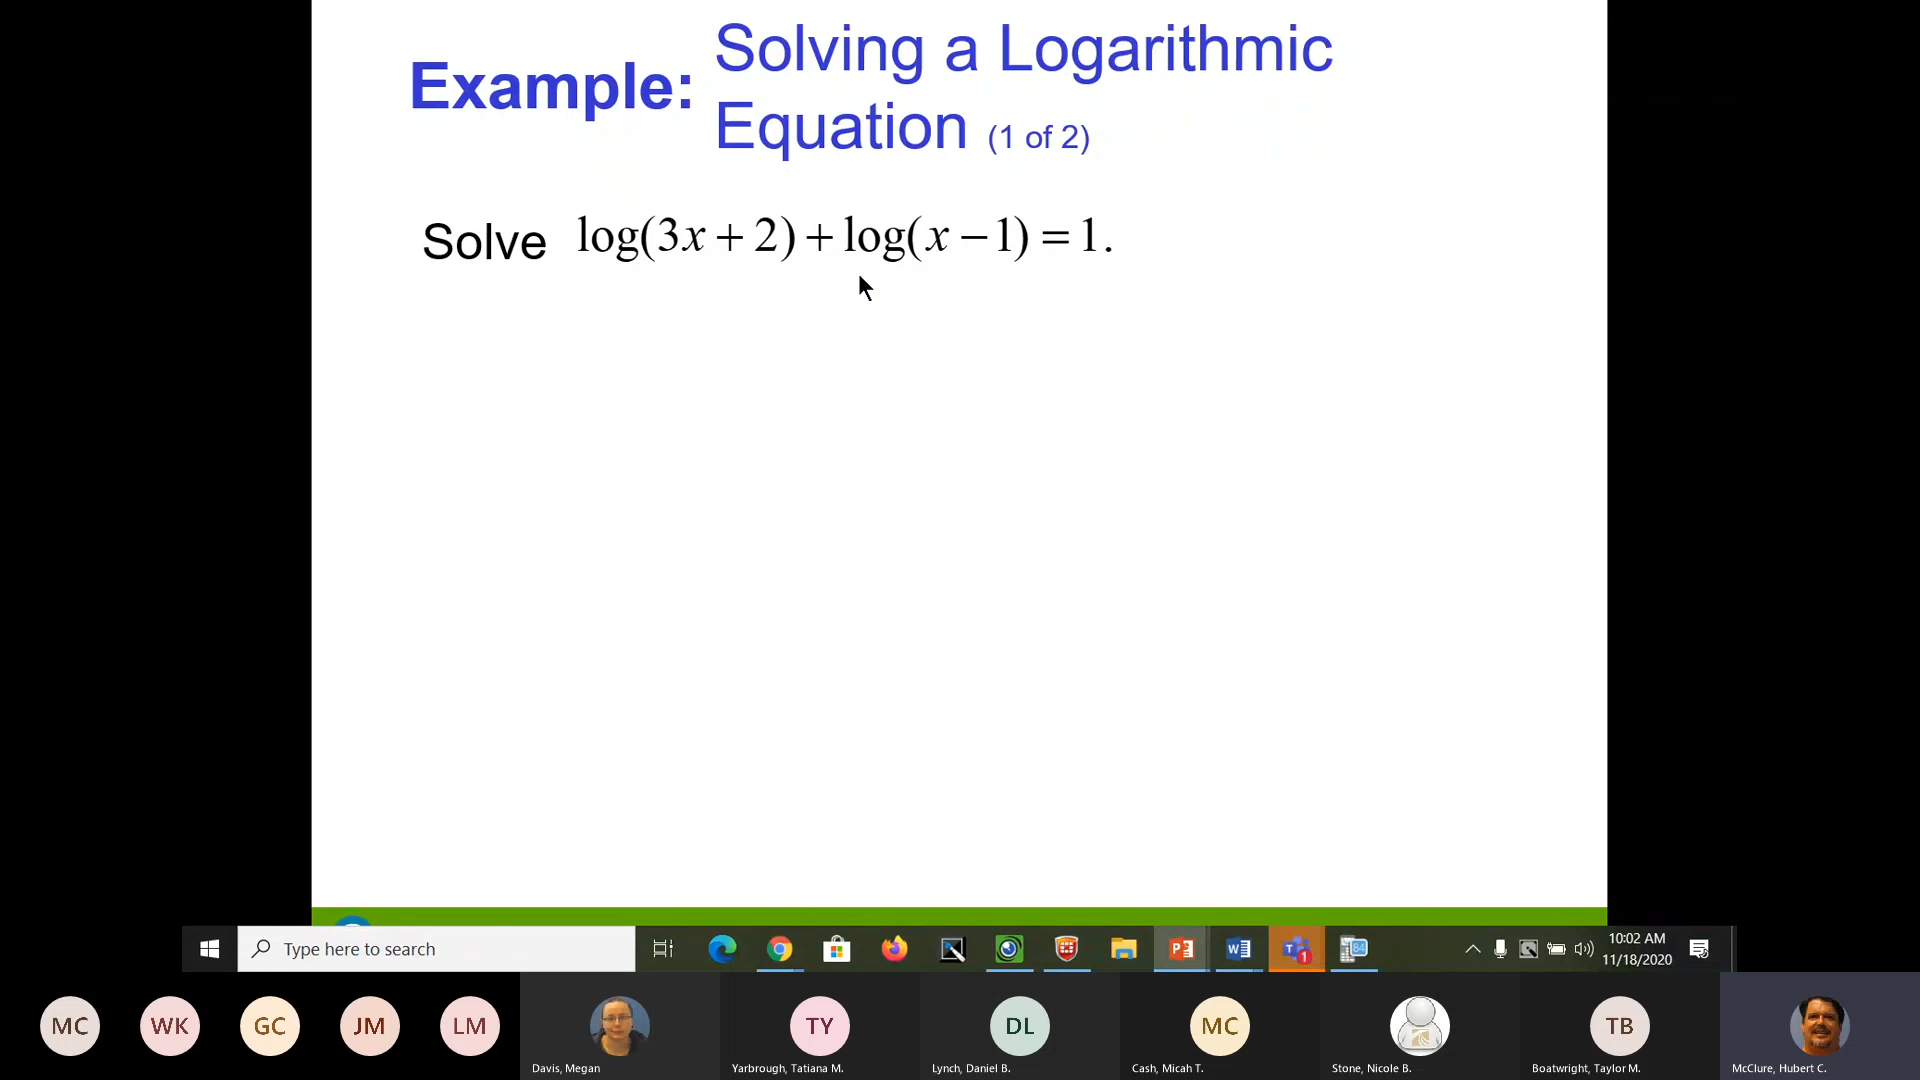 Example:
Solving a Logarithmic
Equation (1 of 2)
Solve log(3x + 2) + log(x − 1) = 1.
Type here to search
10:02 AM
11/18/2020
1
84
MC
WK
GC
JM
LM
TY
DL
MC
TB
Davis, Megan
Yarbrough, Tatiana M.
Lynch, Daniel B.
Cash, Micah T.
Stone, Nicole B.
Boatwright, Taylor M.
McClure, Hubert C.